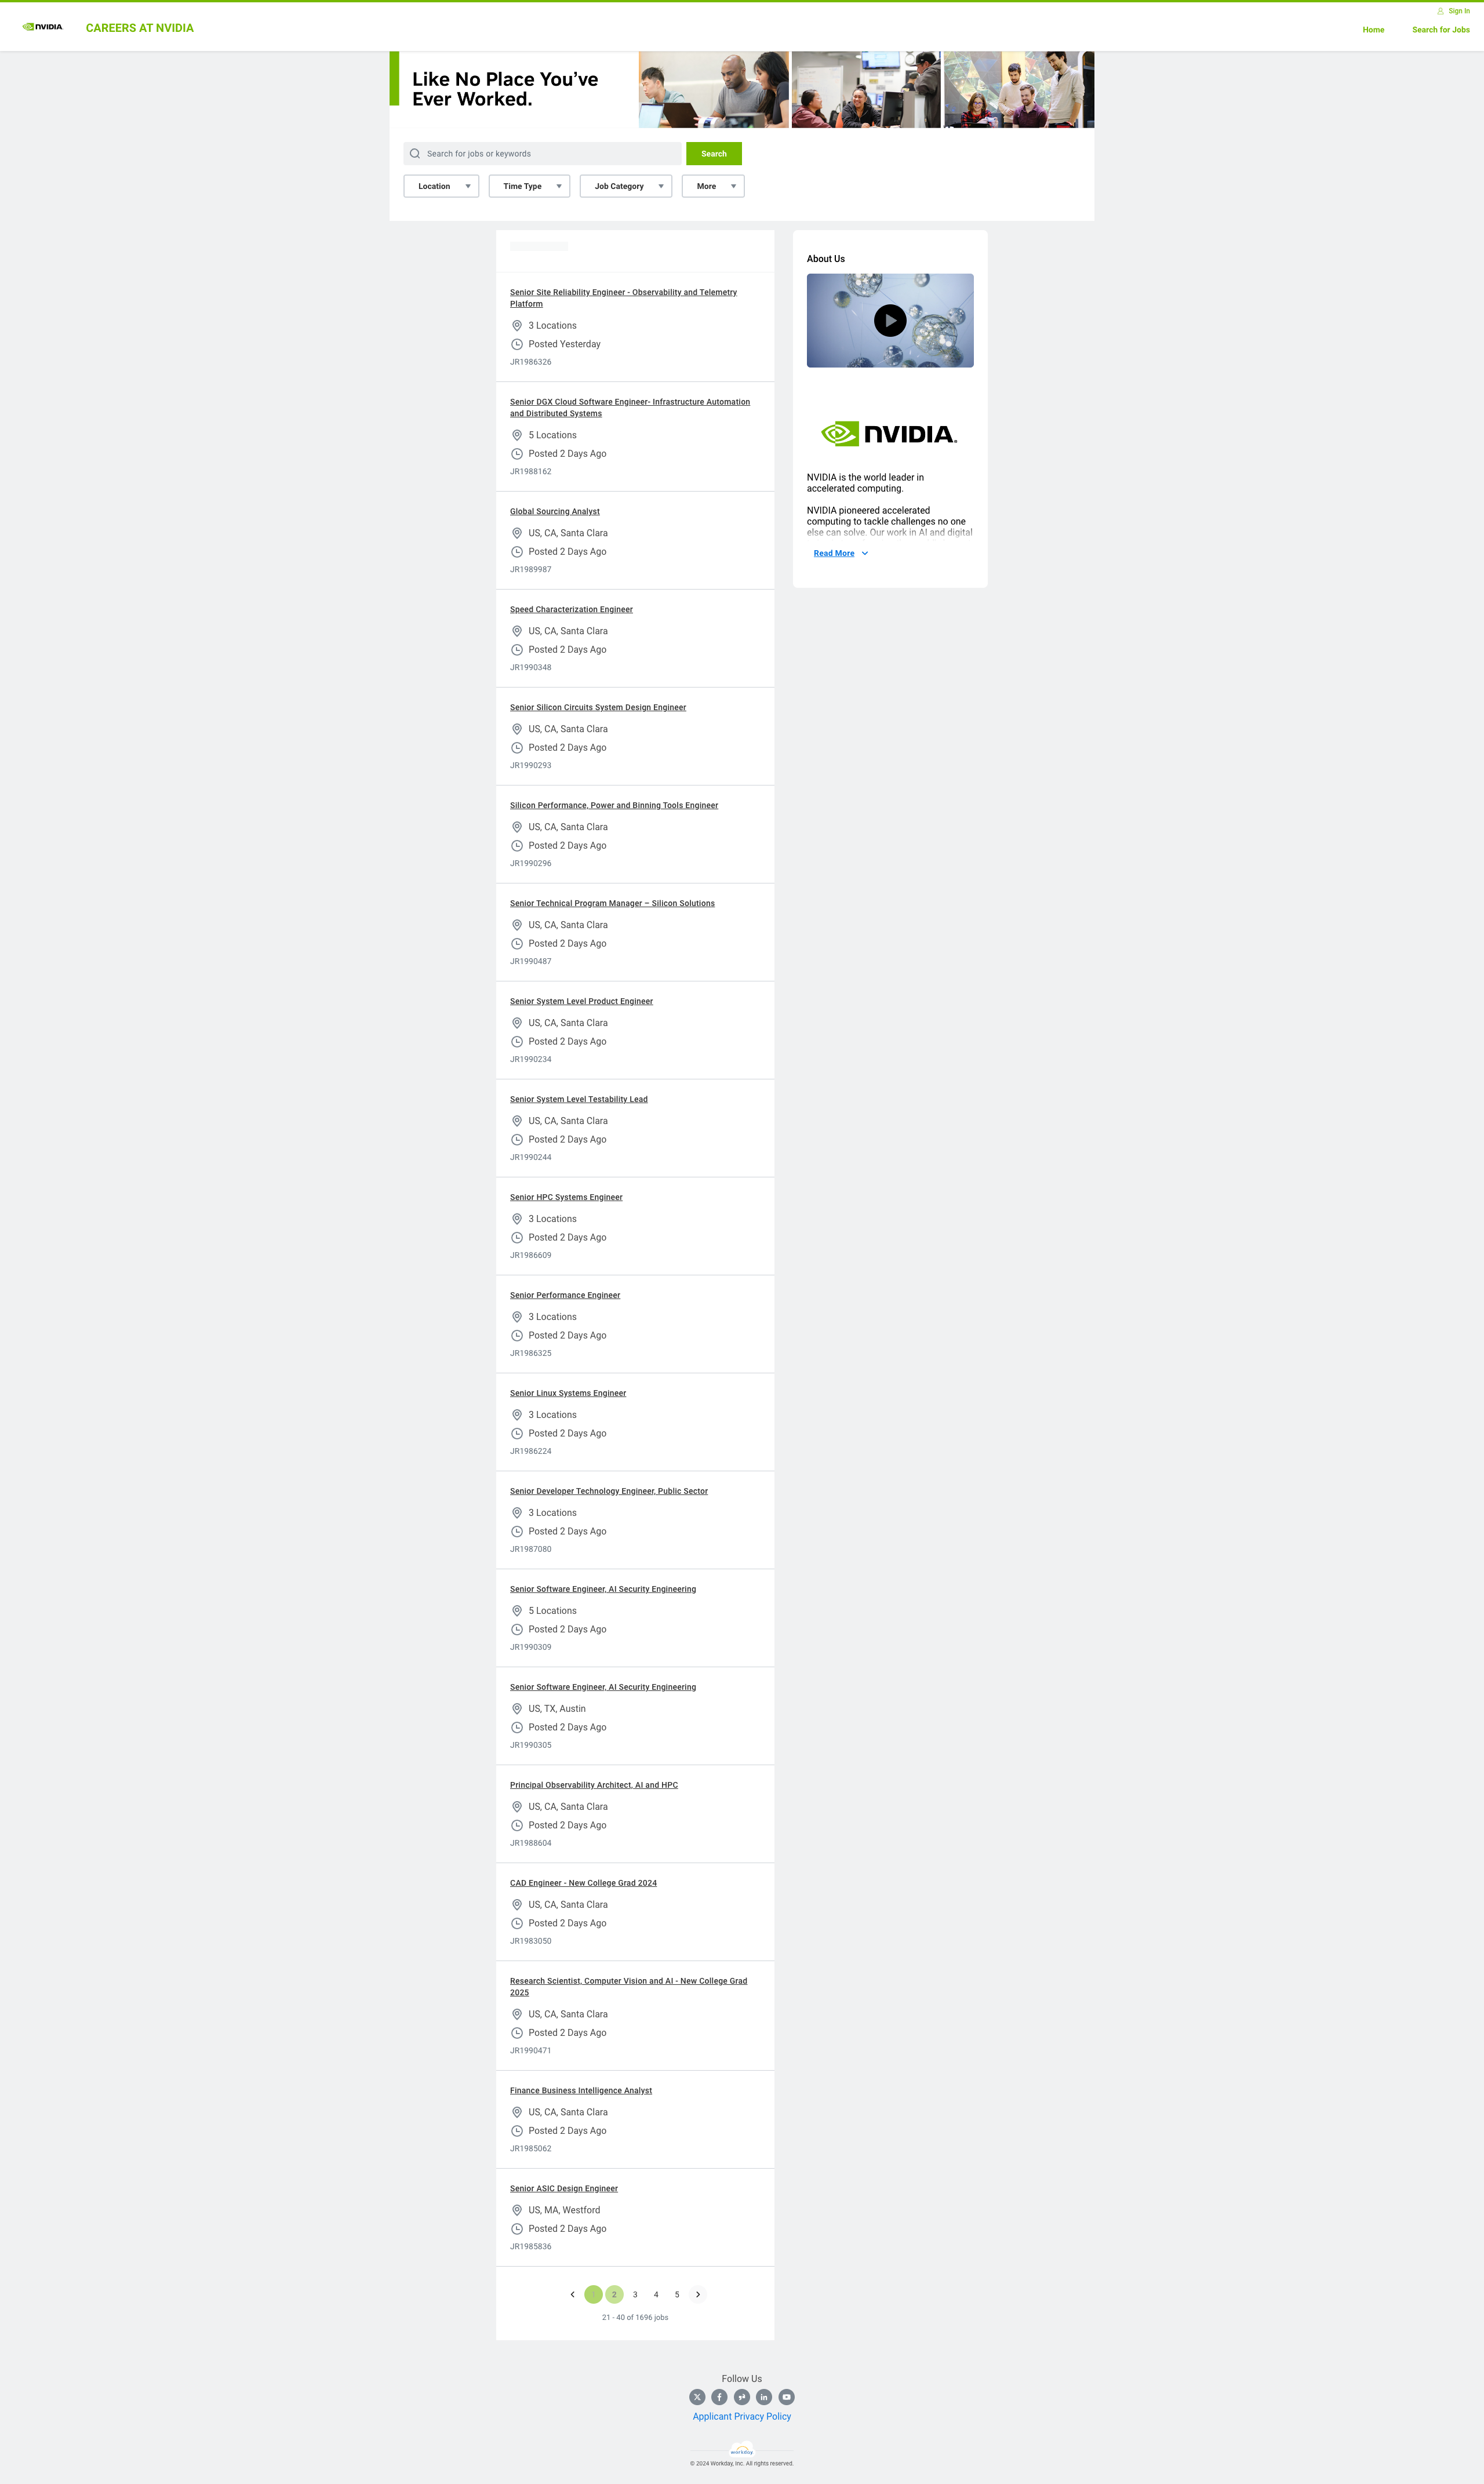 NVIDIA
CAREERS AT NVIDIA
Sign In
Home
Search for Jobs
Like No Place You've
Ever Worked.
Search for jobs or keywords
Search
Location
Time Type
Job Category
More
Senior Site Reliability Engineer - Observability and Telemetry
Platform
3 Locations
Posted Yesterday
JR1986326
Senior DGX Cloud Software Engineer- Infrastructure Automation
and Distributed Systems
5 Locations
Posted 2 Days Ago
JR1988162
Global Sourcing Analyst
US, CA, Santa Clara
Posted 2 Days Ago
JR1989987
Speed Characterization Engineer
US, CA, Santa Clara
Posted 2 Days Ago
JR1990348
Senior Silicon Circuits System Design Engineer
US, CA, Santa Clara
Posted 2 Days Ago
JR1990293
Silicon Performance, Power and Binning Tools Engineer
US, CA, Santa Clara
Posted 2 Days Ago
JR1990296
Senior Technical Program Manager – Silicon Solutions
US, CA, Santa Clara
Posted 2 Days Ago
JR1990487
Senior System Level Product Engineer
US, CA, Santa Clara
Posted 2 Days Ago
JR1990234
Senior System Level Testability Lead
US, CA, Santa Clara
Posted 2 Days Ago
JR1990244
Senior HPC Systems Engineer
3 Locations
Posted 2 Days Ago
JR1986609
Senior Performance Engineer
3 Locations
Posted 2 Days Ago
JR1986325
Senior Linux Systems Engineer
3 Locations
Posted 2 Days Ago
JR1986224
Senior Developer Technology Engineer, Public Sector
3 Locations
Posted 2 Days Ago
JR1987080
Senior Software Engineer, AI Security Engineering
5 Locations
Posted 2 Days Ago
JR1990309
Senior Software Engineer, AI Security Engineering
US, TX, Austin
Posted 2 Days Ago
JR1990305
Principal Observability Architect, AI and HPC
US, CA, Santa Clara
Posted 2 Days Ago
JR1988604
CAD Engineer - New College Grad 2024
US, CA, Santa Clara
Posted 2 Days Ago
JR1983050
Research Scientist, Computer Vision and AI - New College Grad
2025
US, CA, Santa Clara
Posted 2 Days Ago
JR1990471
Finance Business Intelligence Analyst
US, CA, Santa Clara
Posted 2 Days Ago
JR1985062
Senior ASIC Design Engineer
US, MA, Westford
Posted 2 Days Ago
JR1985836
2 3 4 5
21 - 40 of 1696 jobs
About Us
NVIDIA.
NVIDIA is the world leader in
accelerated computing.
NVIDIA pioneered accelerated
computing to tackle challenges no one
else can solve. Our work in AI and digital
Read More
Follow Us
Applicant Privacy Policy
workday
© 2024 Workday, Inc. All rights reserved.